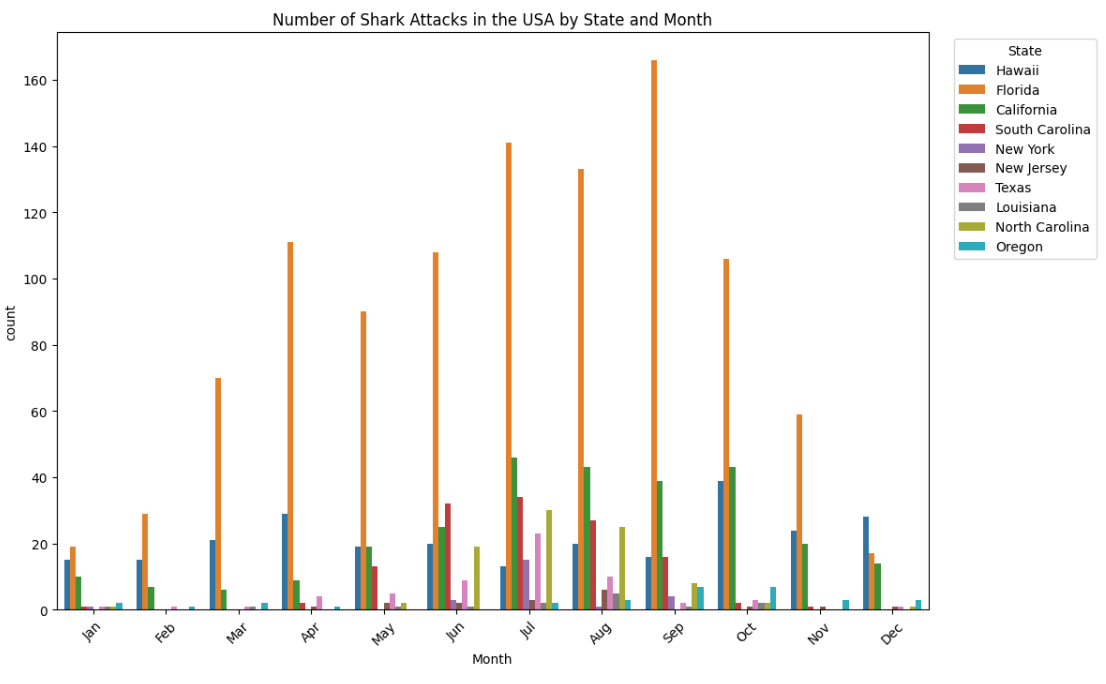 Number of Shark Attacks in the USA by State and Month
State
Hawaii
Florida
California
South Carolina
New York
New Jersey
Texas
Louisiana
North Carolina
Oregon
count
160
140
120
100
80
60
40
20
0
Jan
Feb
Mar
Apr
May
Jun
Jul
Aug
Sep
Oct
Nov
Dec
Month